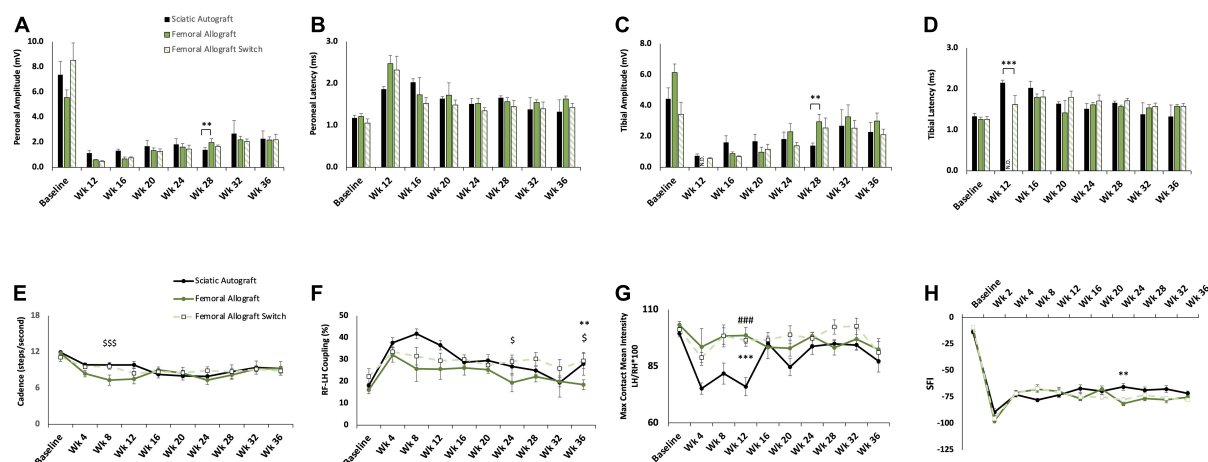 A
Sciatic Autograft
Femoral Allograft
Femoral Allograft Switch
Peroneal Amplitude (mV)
10.0
8.0
6.0
4.0
2.0
0.0
**
Baseline
Wk 12
Wk 16
Wk 20
Wk 24
Wk 28
Wk 32
Wk 36
B
Peroneal Latency (ms)
3.0
2.0
1.0
0.0
Baseline
Wk 12
Wk 16
Wk 20
Wk 24
Wk 28
Wk 32
Wk 36
C
Tibial Amplitude (mV)
8.0
6.0
4.0
2.0
0.0
N.D.
**
Baseline
Wk 12
Wk 16
Wk 20
Wk 24
Wk 28
Wk 32
Wk 36
D
Tibial Latency (ms)
3.0
2.0
1.0
0.0
***
N.D.
Baseline
Wk 12
Wk 16
Wk 20
Wk 24
Wk 28
Wk 32
Wk 36
E
Sciatic Autograft
Femoral Allograft
Femoral Allograft Switch
Cadence (steps/second)
18
12
6
0
$$$
Baseline
Wk 4
Wk 8
Wk 12
Wk 16
Wk 20
Wk 24
Wk 28
Wk 32
Wk 36
F
RF-LH Coupling (%)
50
40
30
20
10
0
$
**
$
Baseline
Wk 4
Wk 8
Wk 12
Wk 16
Wk 20
Wk 24
Wk 28
Wk 32
Wk 36
G
Max Contact Mean Intensity
LH/RH*100
110
85
60
###
***
Baseline
Wk 4
Wk 8
Wk 12
Wk 16
Wk 20
Wk 24
Wk 28
Wk 32
Wk 36
H
Baseline
Wk 2
Wk 4
Wk 8
Wk 12
Wk 16
Wk 20
Wk 24
Wk 28
Wk 32
Wk 36
SFI
0
-25
-50
-75
-100
-125
**